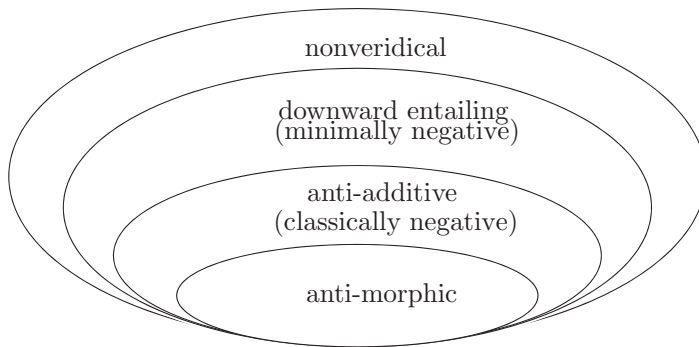 nonveridical
downward entailing
(minimally negative)
anti-additive
(classically negative)
anti-morphic